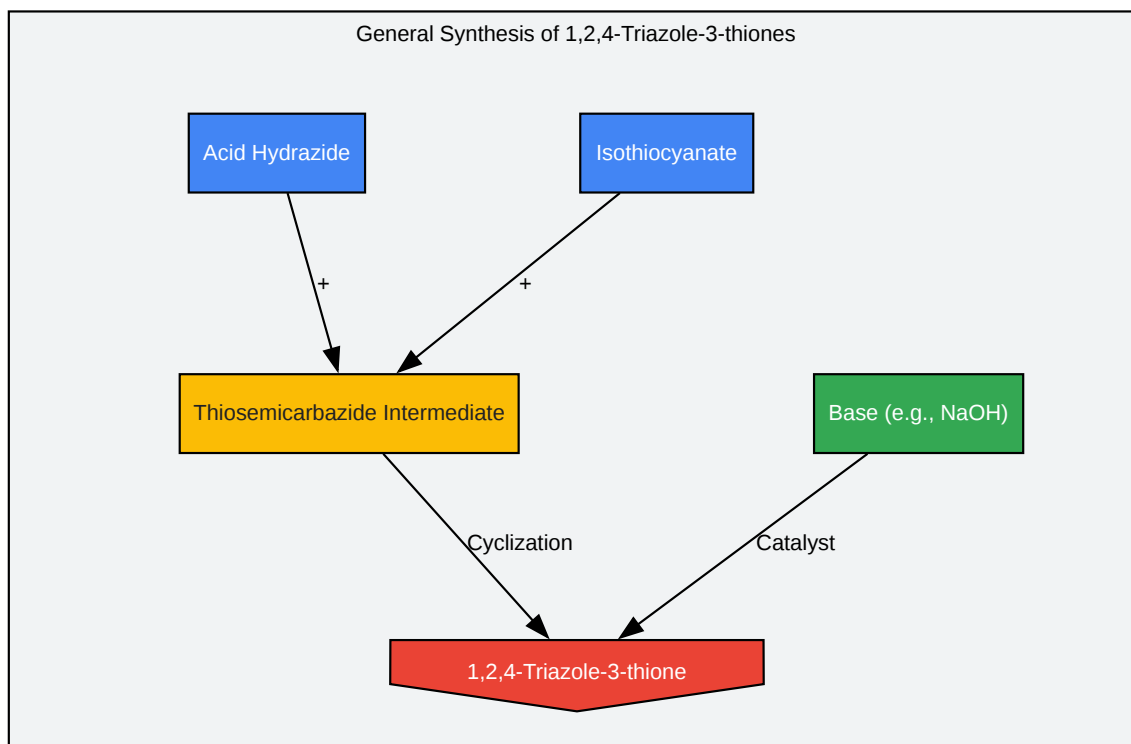 General Synthesis of 1,2,4-Triazole-3-thiones
Acid Hydrazide
Isothiocyanate
+
+
Thiosemicarbazide Intermediate
Base (e.g., NaOH)
Cyclization
Catalyst
1,2,4-Triazole-3-thione